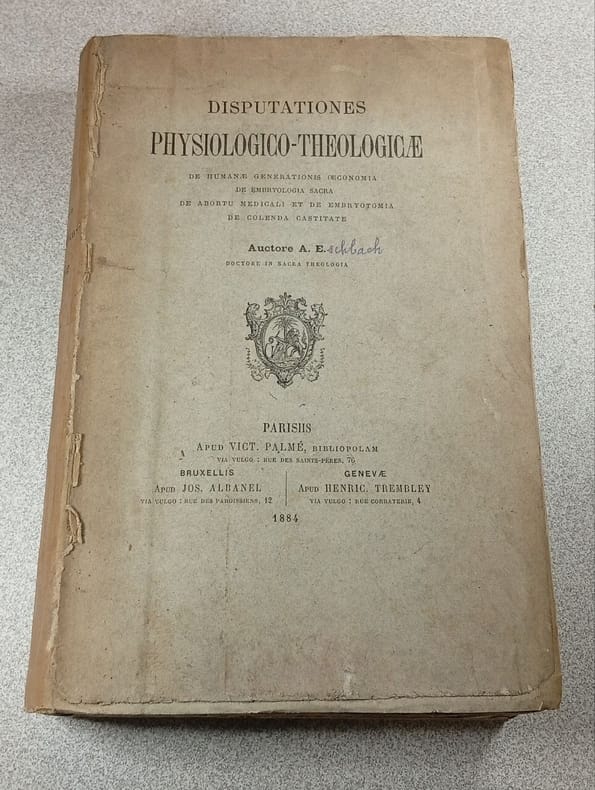 DISPUTATIONES
PHYSIOLOGICO-THEOLOGICÆ
DE HUMANÆ GENERATIONIS ŒCONOMIA
DE EMBRYOLOGIA SACRA
DE ABORTU MEDICALI ET DE EMBRYOTOMIA
DE COLENDA CASTITATE
Auctore A. Eschbach
DOCTORE IN SACRA THEOLOGIA
PARISIIS
APUD VICT. PALMÉ, BIBLIOPOLAM
VIA VULGO : RUE DES SAINTS-PÈRES, 76
BRUXELLIS
APUD JOS. ALBANEL
VIA VULGO : RUE DES PAROISSIENS, 12
GENEVÆ
APUD HENRIC. TREMBLEY
VIA VULGO : RUE CORRATERIE, 4
1884